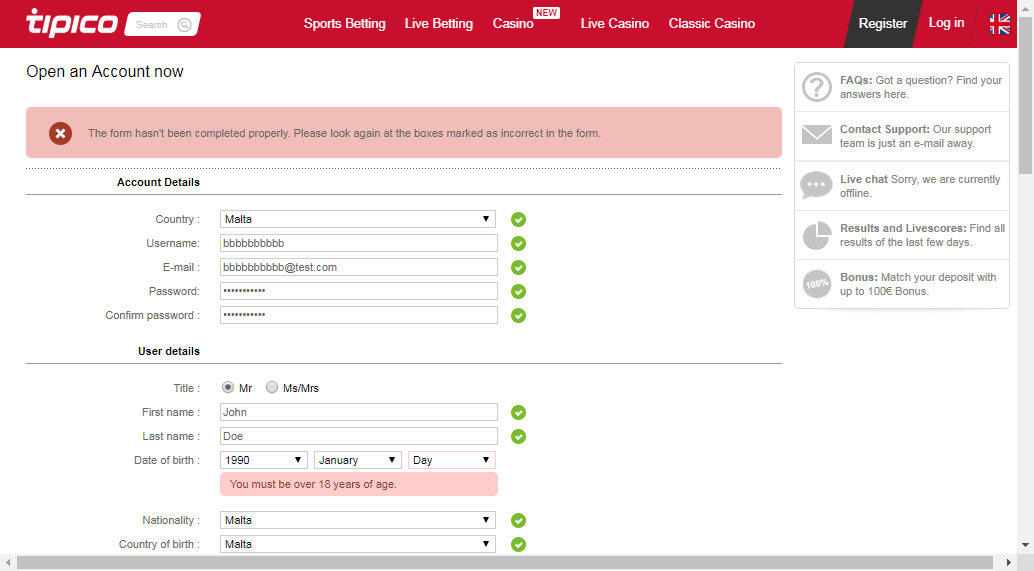 tipico
Search
Sports Betting
Live Betting
Casino
NEW
Live Casino
Classic Casino
Register
Log in
Open an Account now
The form hasn't been completed properly. Please look again at the boxes marked as incorrect in the form.
Account Details
Country :
Malta
Username:
bbbbbbbbbb
E-mail :
bbbbbbbbbb@test.com
Password:
•••••••••••
Confirm password :
•••••••••••
User details
Title :
Mr
Ms/Mrs
First name :
John
Last name :
Doe
Date of birth :
1990
January
Day
You must be over 18 years of age.
Nationality :
Malta
Country of birth :
Malta
FAQs: Got a question? Find your
answers here.
Contact Support: Our support
team is just an e-mail away.
Live chat Sorry, we are currently
offline.
Results and Livescores: Find all
results of the last few days.
100%
Bonus: Match your deposit with
up to 100€ Bonus.